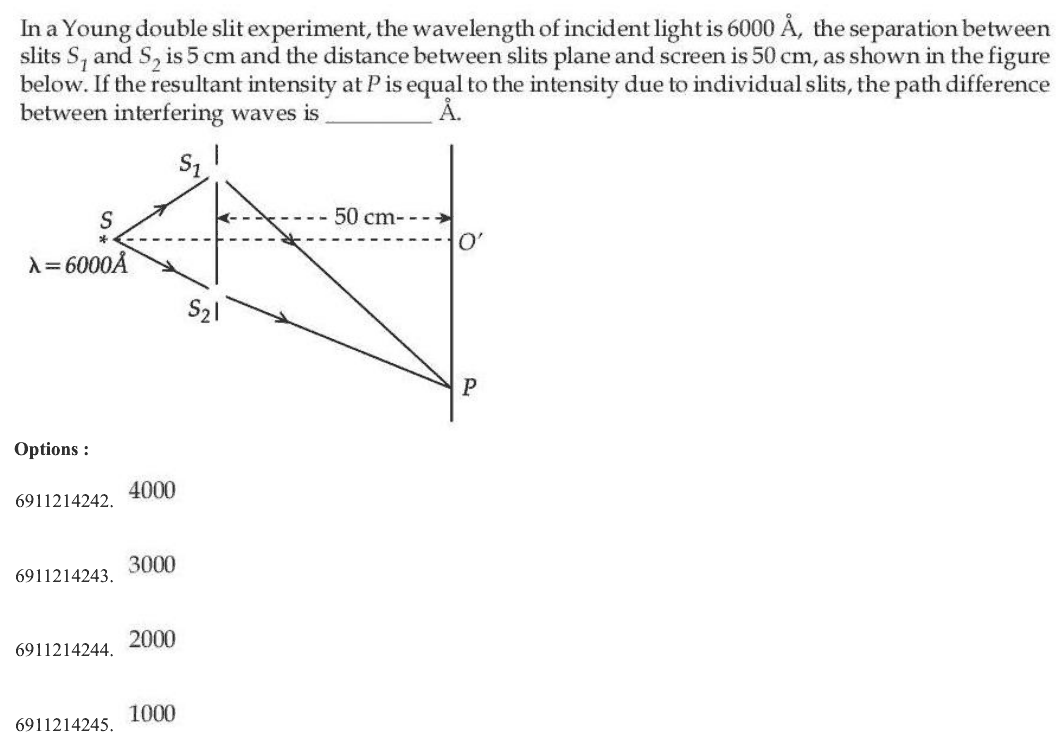 In a Young double slit experiment, the wavelength of incident light is 6000 Å, the separation between
slits S₁ and S₂ is 5 cm and the distance between slits plane and screen is 50 cm, as shown in the figure
below. If the resultant intensity at P is equal to the intensity due to individual slits, the path difference
between interfering waves is __________ Å.
S₁
50 cm
S
*
O′
λ = 6000Å
S₂
P
Options :
6911214242. 4000
6911214243. 3000
6911214244. 2000
6911214245. 1000